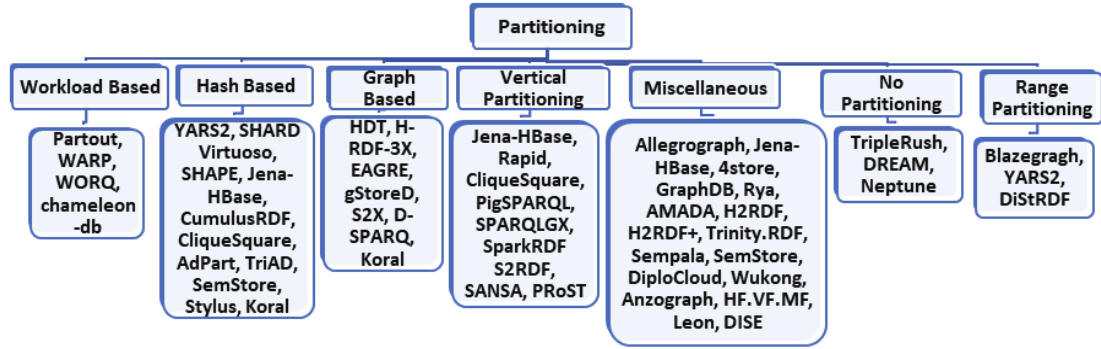 Partitioning
Workload Based
Partout,
WARP,
WORQ,
chameleon
-db
Hash Based
YARS2, SHARD
Virtuoso,
SHAPE, Jena-
HBase,
CumulusRDF,
CliqueSquare,
AdPart, TriAD,
SemStore,
Stylus, Koral
Graph
Based
HDT, H-
RDF-3X,
EAGRE,
gStoreD,
S2X, D-
SPARQ,
Koral
Vertical
Partitioning
Jena-HBase,
Rapid,
CliqueSquare,
PigSPARQL,
SPARQLGX,
SparkRDF
S2RDF,
SANSA, PRoST
Miscellaneous
Allegrograph, Jena-
HBase, 4store,
GraphDB, Rya,
AMADA, H2RDF,
H2RDF+, Trinity.RDF,
Sempala, SemStore,
DiploCloud, Wukong,
Anzograph, HF.VF.MF,
Leon, DISE
No
Partitioning
TripleRush,
DREAM,
Neptune
Range
Partitioning
Blazegragh,
YARS2,
DiStRDF